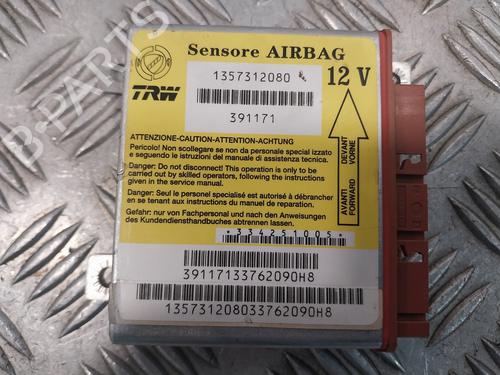 Sensore AIRBAG
1357312080
12 V
TRW
391171
ATTENZIONE-CAUTION-ATTENTION-ACHTUNG
Pericolo! Non scollegare se non da personale special izzato
e seguendo le istruzioni del manuale di assistenza tecnica.
Danger: Do not disconnect! This operation is only to be
carried out by skilled operators, following the instructions
given in the service manual.
Danger: Seul le personel specialisé est autorisé à débrancher
en se tenant aux instructions du manuel de reparation.
Gefahr: nur von Fachpersonal und nach den Anweisungen
des Kundendiensthandbuches abtrennen lassen.
DEVANT
VORNE
AVANTI
FORWARD
*334251005*
39117133762090H8
135731208033762090H8
B-PARTS